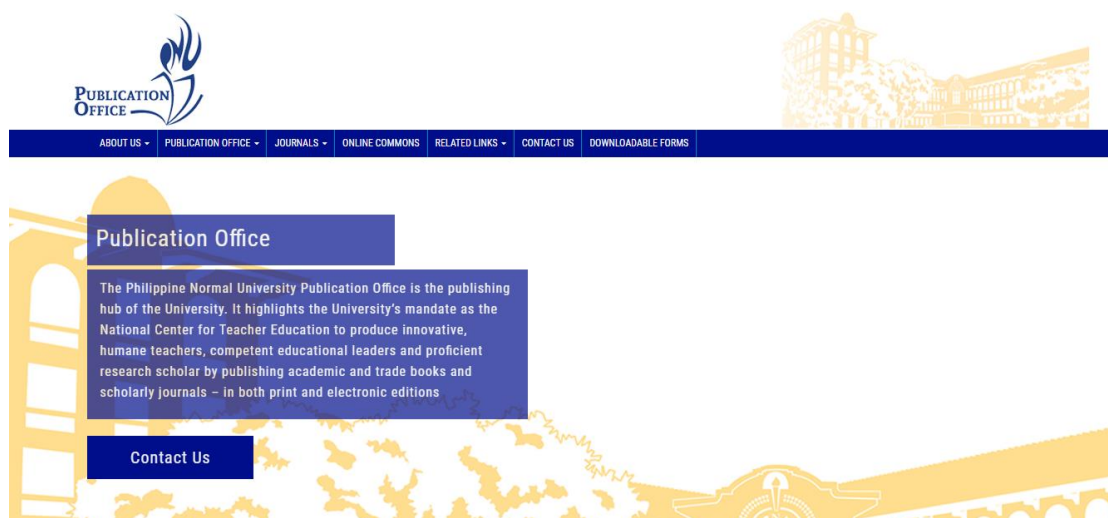 PNU
PUBLICATION
OFFICE
ABOUT US
PUBLICATION OFFICE
JOURNALS
ONLINE COMMONS
RELATED LINKS
CONTACT US
DOWNLOADABLE FORMS
Publication Office
The Philippine Normal University Publication Office is the publishing
hub of the University. It highlights the University's mandate as the
National Center for Teacher Education to produce innovative,
humane teachers, competent educational leaders and proficient
research scholar by publishing academic and trade books and
scholarly journals – in both print and electronic editions
Contact Us